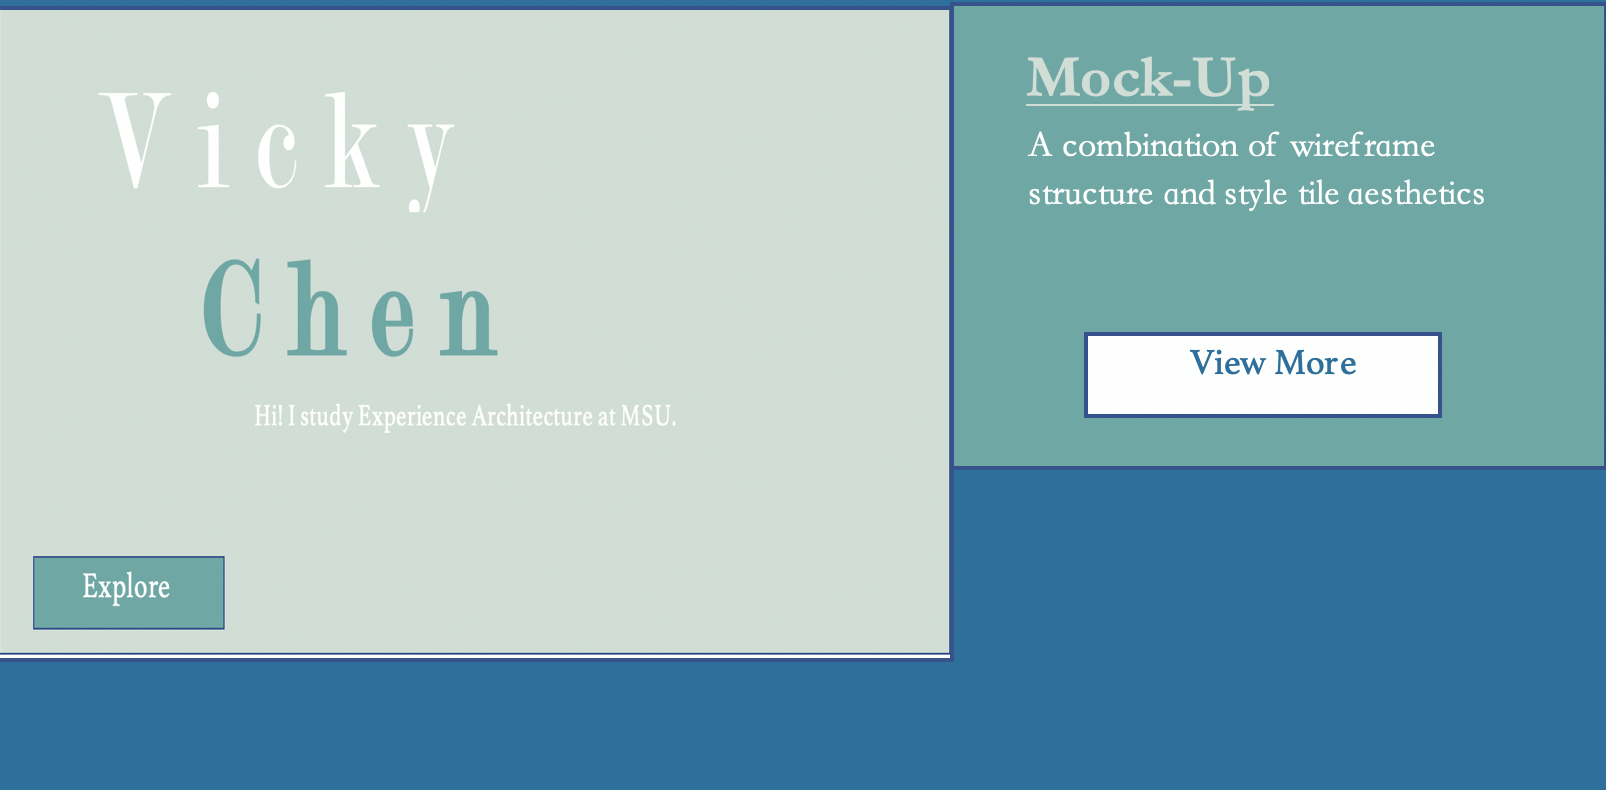 Vicky
Chen
Hi! I study Experience Architecture at MSU.
Explore
Mock-Up
A combination of wireframe
structure and style tile aesthetics
View More